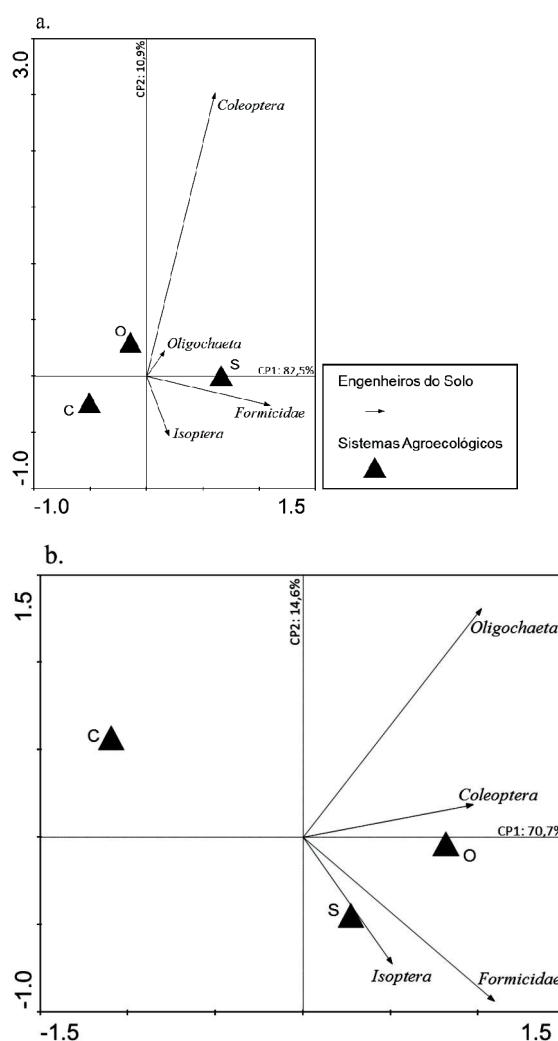 a.
3.0
CP2: 10,9%
Coleoptera
O
Oligochaeta
S
CP1: 82,5%
C
Formicidae
Isoptera
-1.0
-1.0
1.5
Engenheiros do Solo
Sistemas Agroecológicos
b.
1.5
CP2: 14,6%
Oligochaeta
C
Coleoptera
CP1: 70,7%
O
S
Isoptera
Formicidae
-1.0
-1.5
1.5